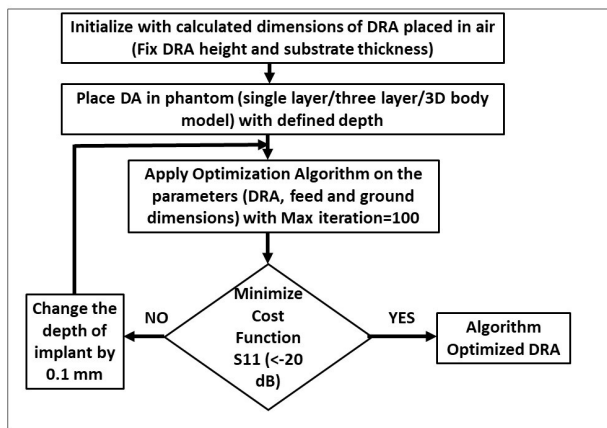 Initialize with calculated dimensions of DRA placed in air
(Fix DRA height and substrate thickness)
Place DA in phantom (single layer/three layer/3D body
model) with defined depth
Apply Optimization Algorithm on the
parameters (DRA, feed and ground
dimensions) with Max iteration=100
Minimize
Cost
Function
S11 (<-20
dB)
NO
Change the
depth of
implant by
0.1 mm
YES
Algorithm
Optimized DRA